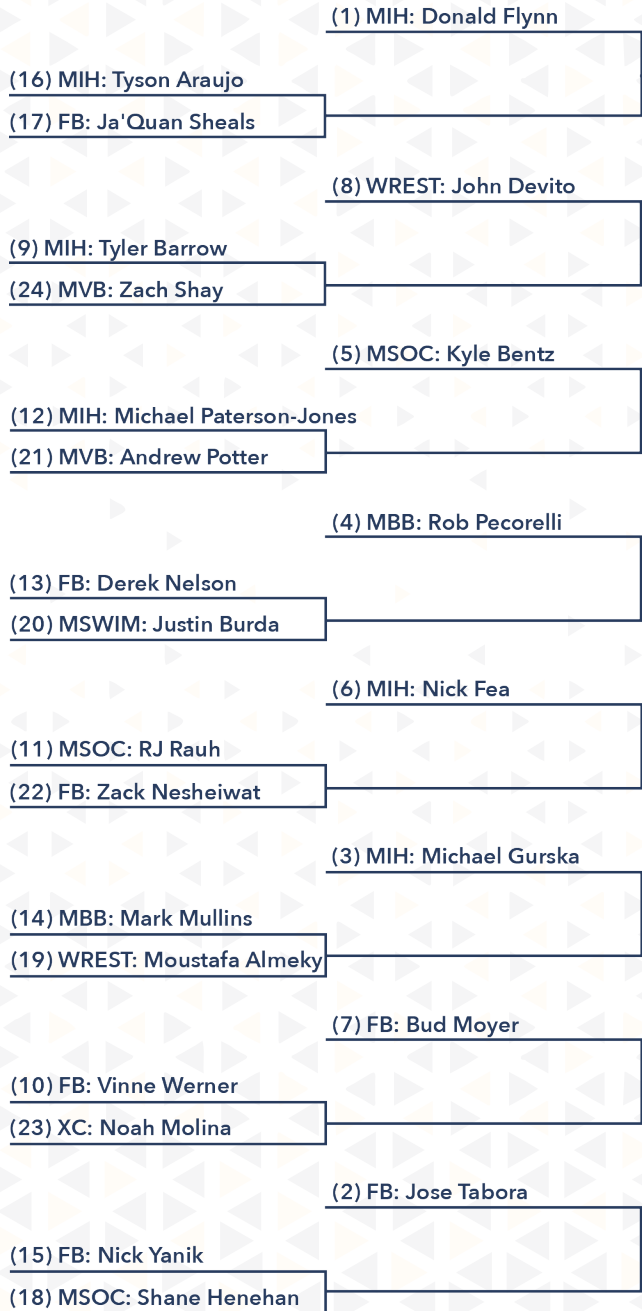 (1) MIH: Donald Flynn
(16) MIH: Tyson Araujo
(17) FB: Ja'Quan Sheals
(8) WREST: John Devito
(9) MIH: Tyler Barrow
(24) MVB: Zach Shay
(5) MSOC: Kyle Bentz
(12) MIH: Michael Paterson-Jones
(21) MVB: Andrew Potter
(4) MBB: Rob Pecorelli
(13) FB: Derek Nelson
(20) MSWIM: Justin Burda
(6) MIH: Nick Fea
(11) MSOC: RJ Rauh
(22) FB: Zack Nesheiwat
(3) MIH: Michael Gurska
(14) MBB: Mark Mullins
(19) WREST: Moustafa Almeky
(7) FB: Bud Moyer
(10) FB: Vinne Werner
(23) XC: Noah Molina
(2) FB: Jose Tabora
(15) FB: Nick Yanik
(18) MSOC: Shane Henehan